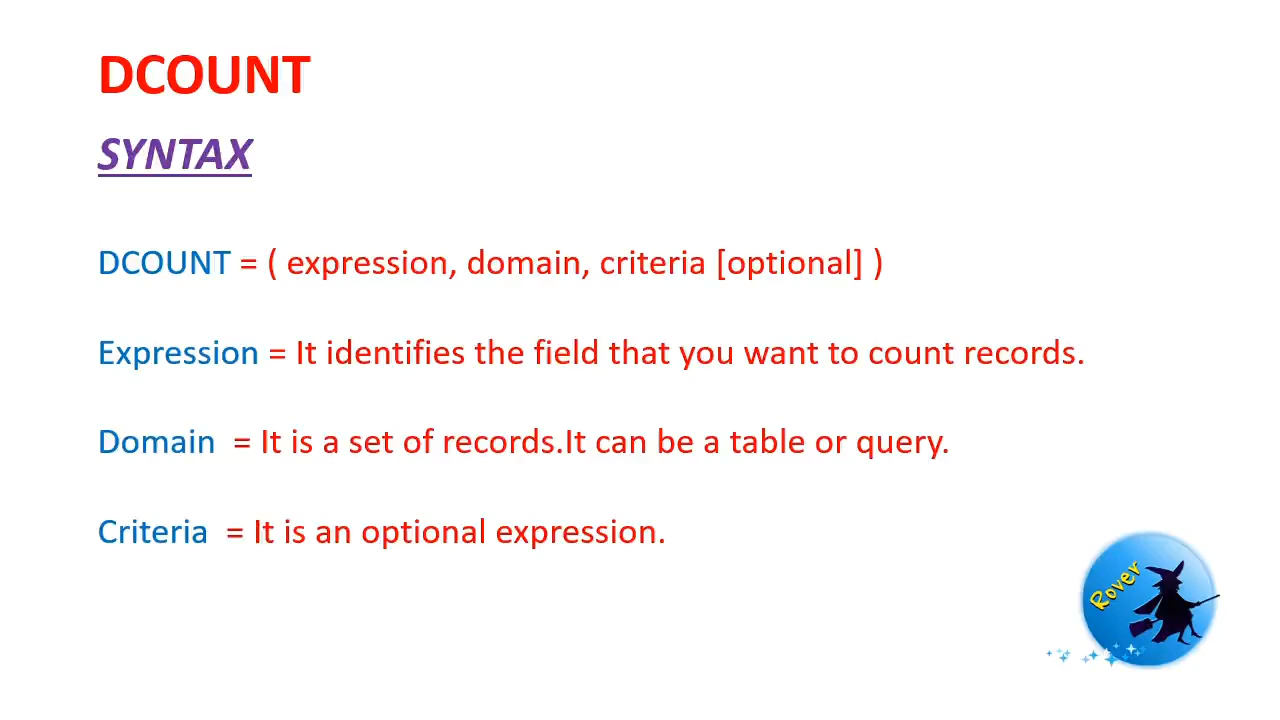 DCOUNT
SYNTAX
DCOUNT = ( expression, domain, criteria [optional] )
Expression = It identifies the field that you want to count records.
Domain  = It is a set of records.It can be a table or query.
Criteria  = It is an optional expression.
Rover